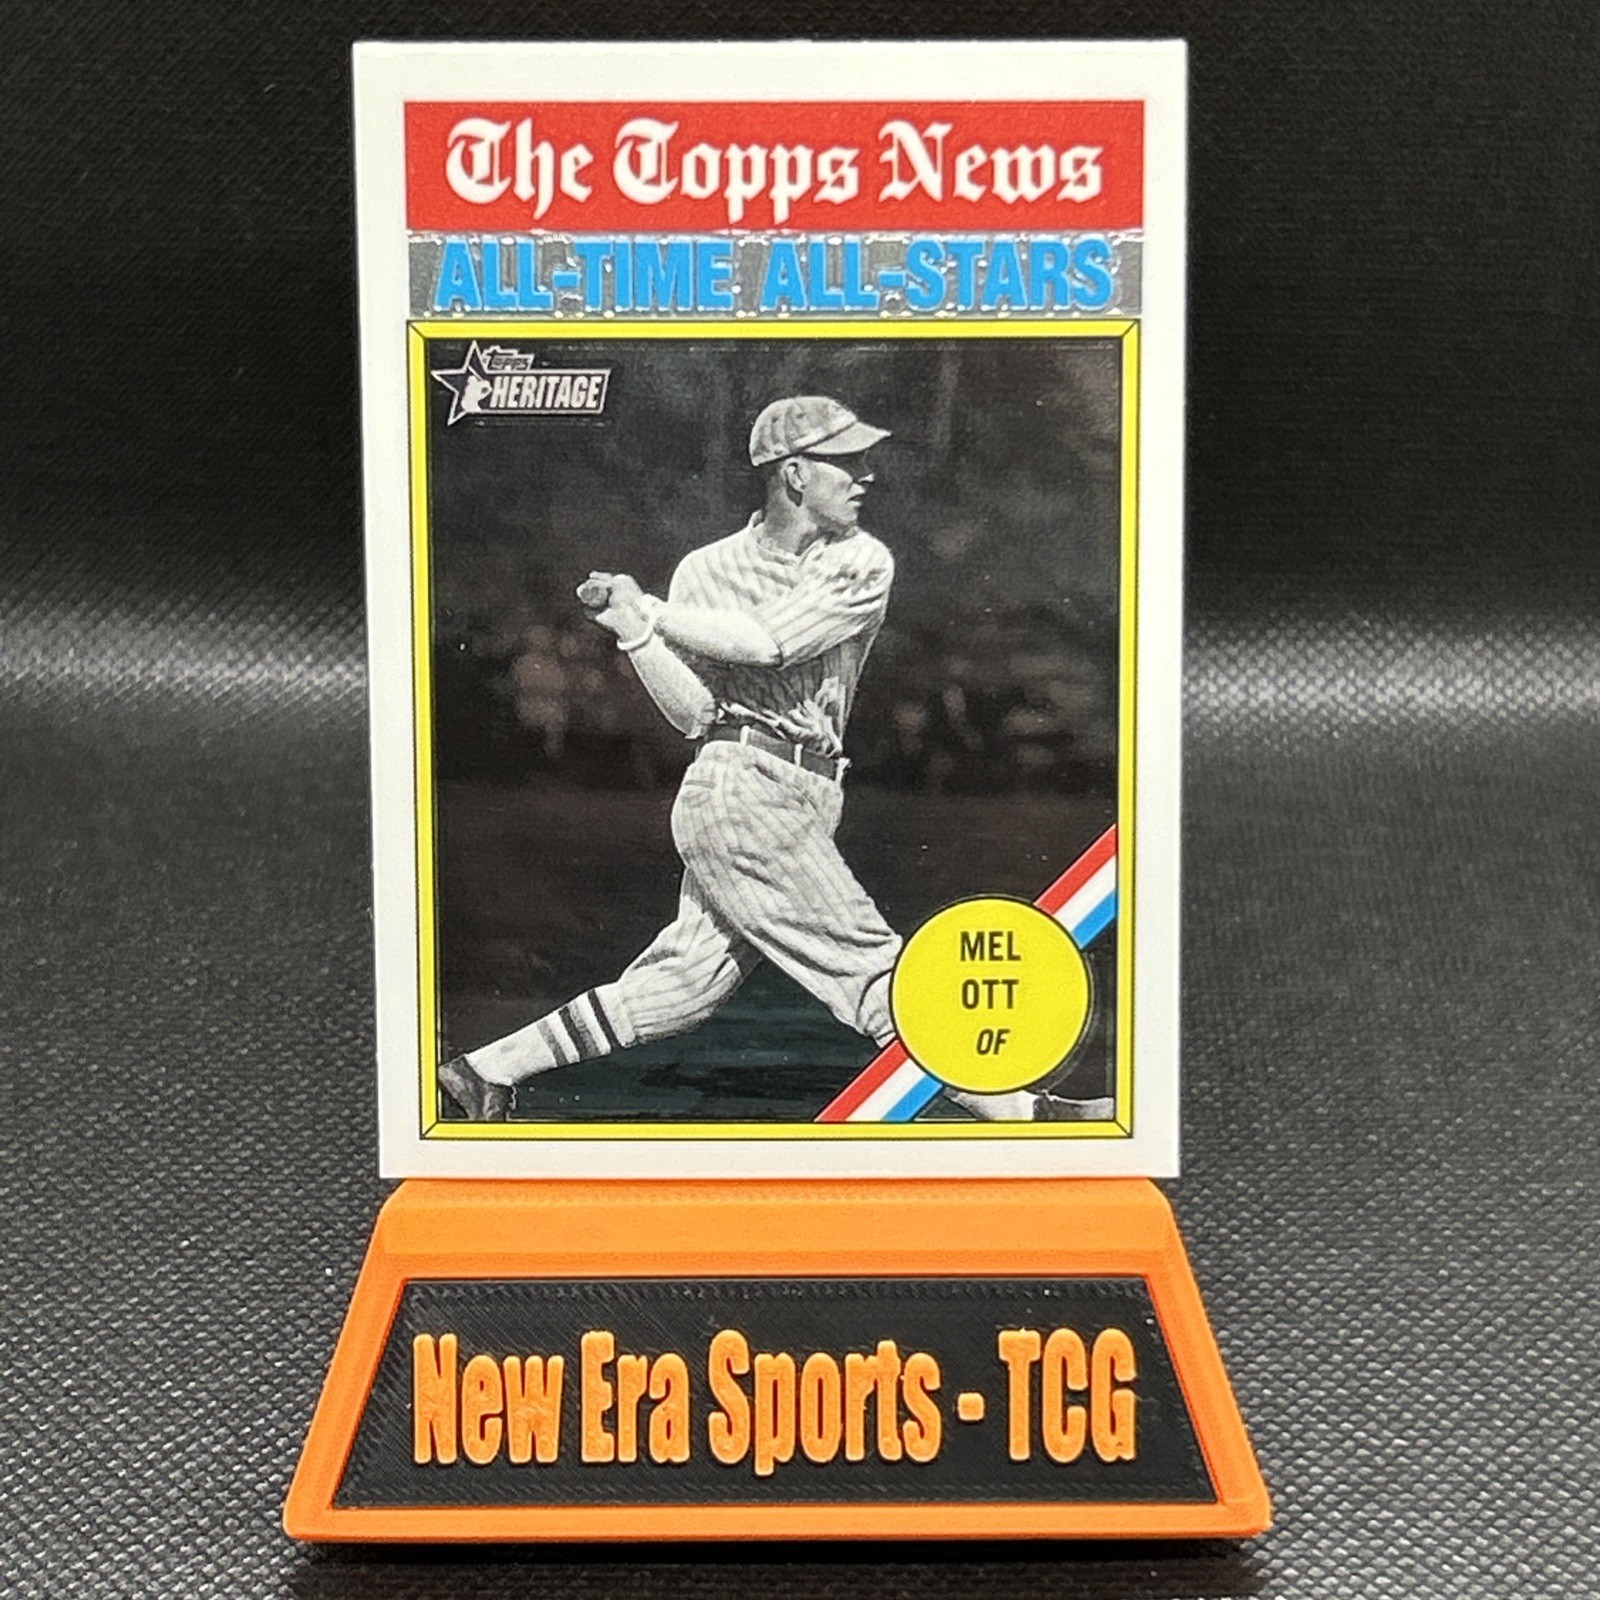 The Topps News
ALL-TIME ALL-STARS
TOPPS
HERITAGE
MEL
OTT
OF
New Era Sports - TCG